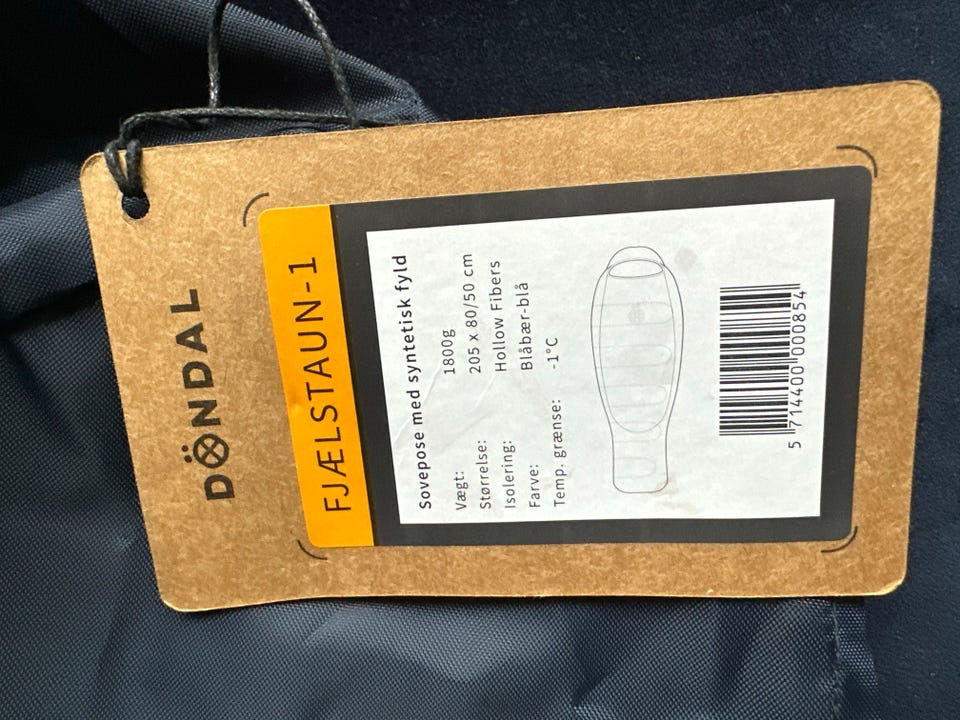 DÖNDAL
FJÆLSTAUN-1
Sovepose med syntetisk fyld
Vægt: 1800g
Størrelse: 205 x 80/50 cm
Isolering: Hollow Fibers
Farve: Blåbær-blå
Temp. grænse: -1°C
5 714400 000854